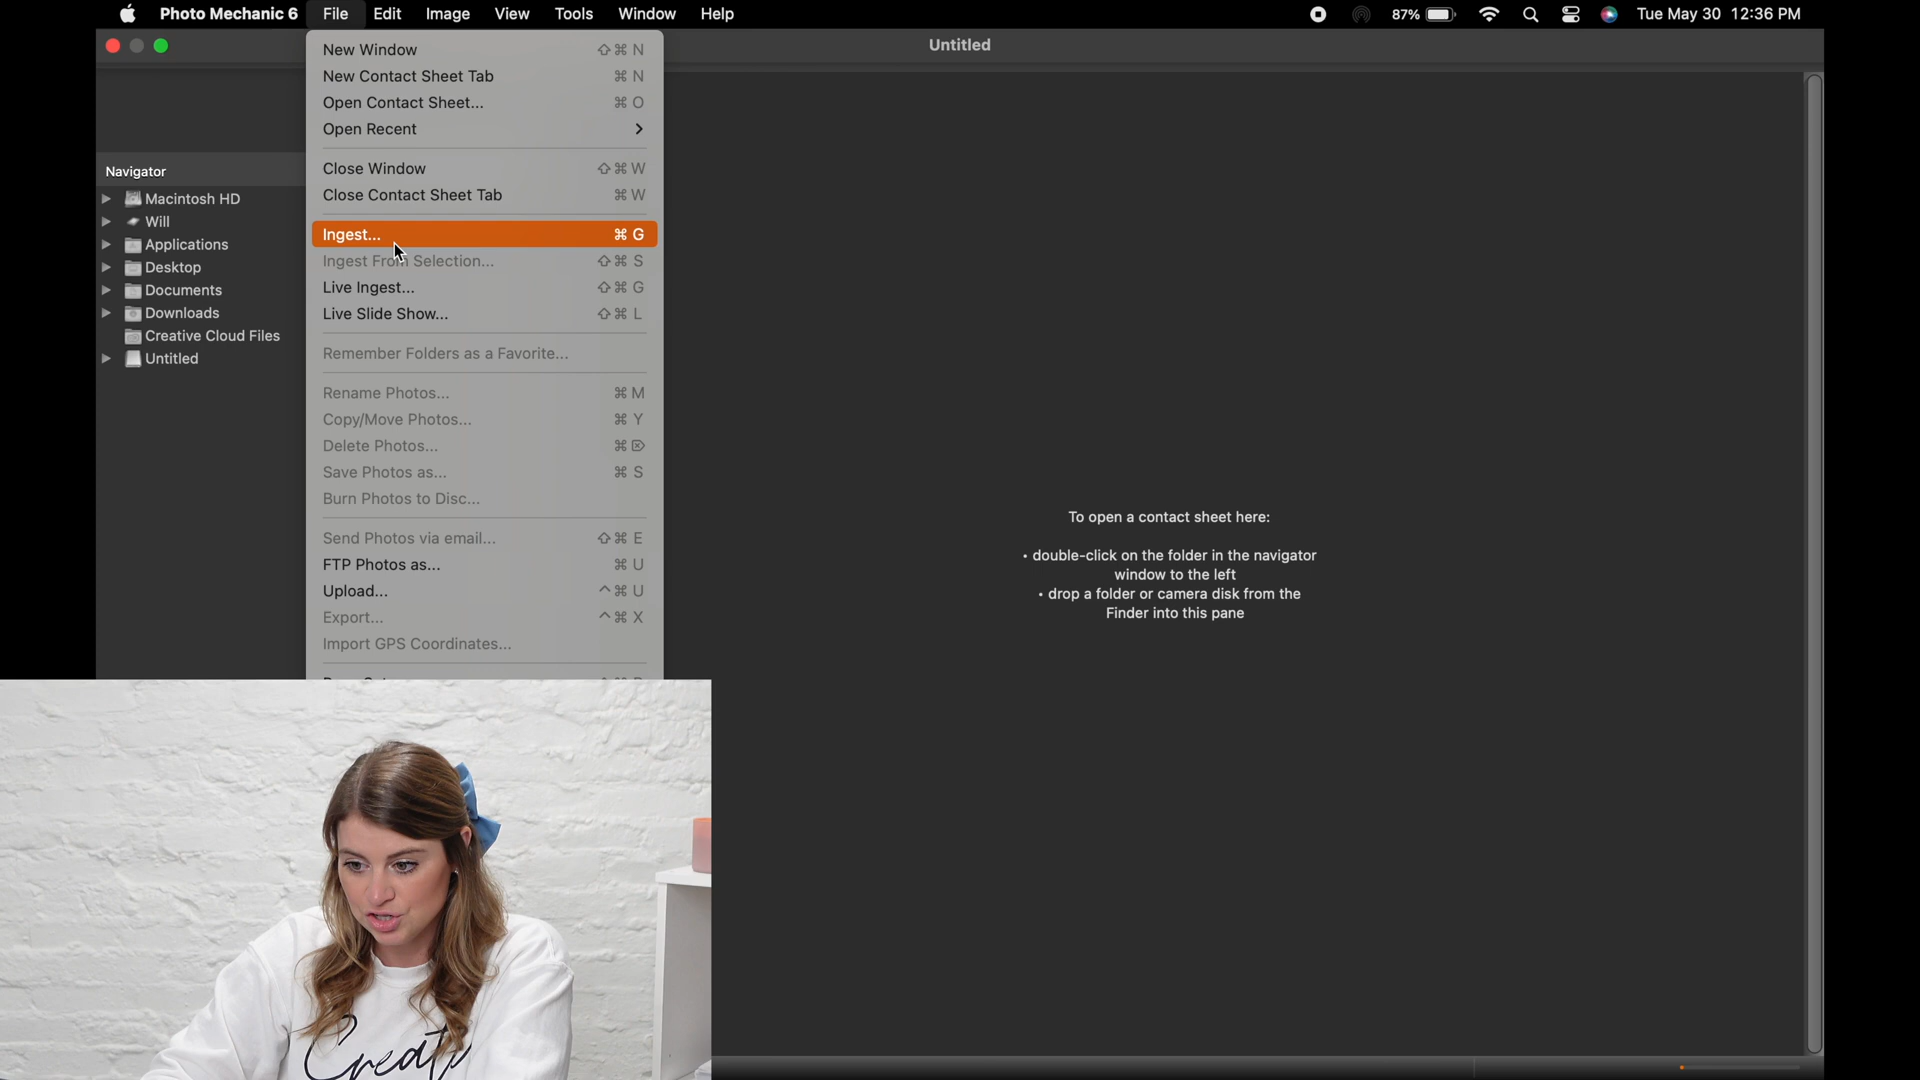 Photo Mechanic 6 File Edit Image View Tools Window Help 87% Tue May 30 12:36 PM
Untitled
New Window ⇧⌘N
New Contact Sheet Tab ⌘N
Open Contact Sheet... ⌘O
Open Recent
Close Window ⇧⌘W
Close Contact Sheet Tab ⌘W
Ingest... ⌘G
Ingest From Selection... ⇧⌘S
Live Ingest... ⇧⌘G
Live Slide Show... ⇧⌘L
Remember Folders as a Favorite...
Rename Photos... ⌘M
Copy/Move Photos... ⌘Y
Delete Photos... ⌘⌦
Save Photos as... ⌘S
Burn Photos to Disc...
Send Photos via email... ⇧⌘E
FTP Photos as... ⌘U
Upload... ^⌘U
Export... ^⌘X
Import GPS Coordinates...
Navigator
Macintosh HD
Will
Applications
Desktop
Documents
Downloads
Creative Cloud Files
Untitled
To open a contact sheet here:
• double-click on the folder in the navigator
window to the left
• drop a folder or camera disk from the
Finder into this pane